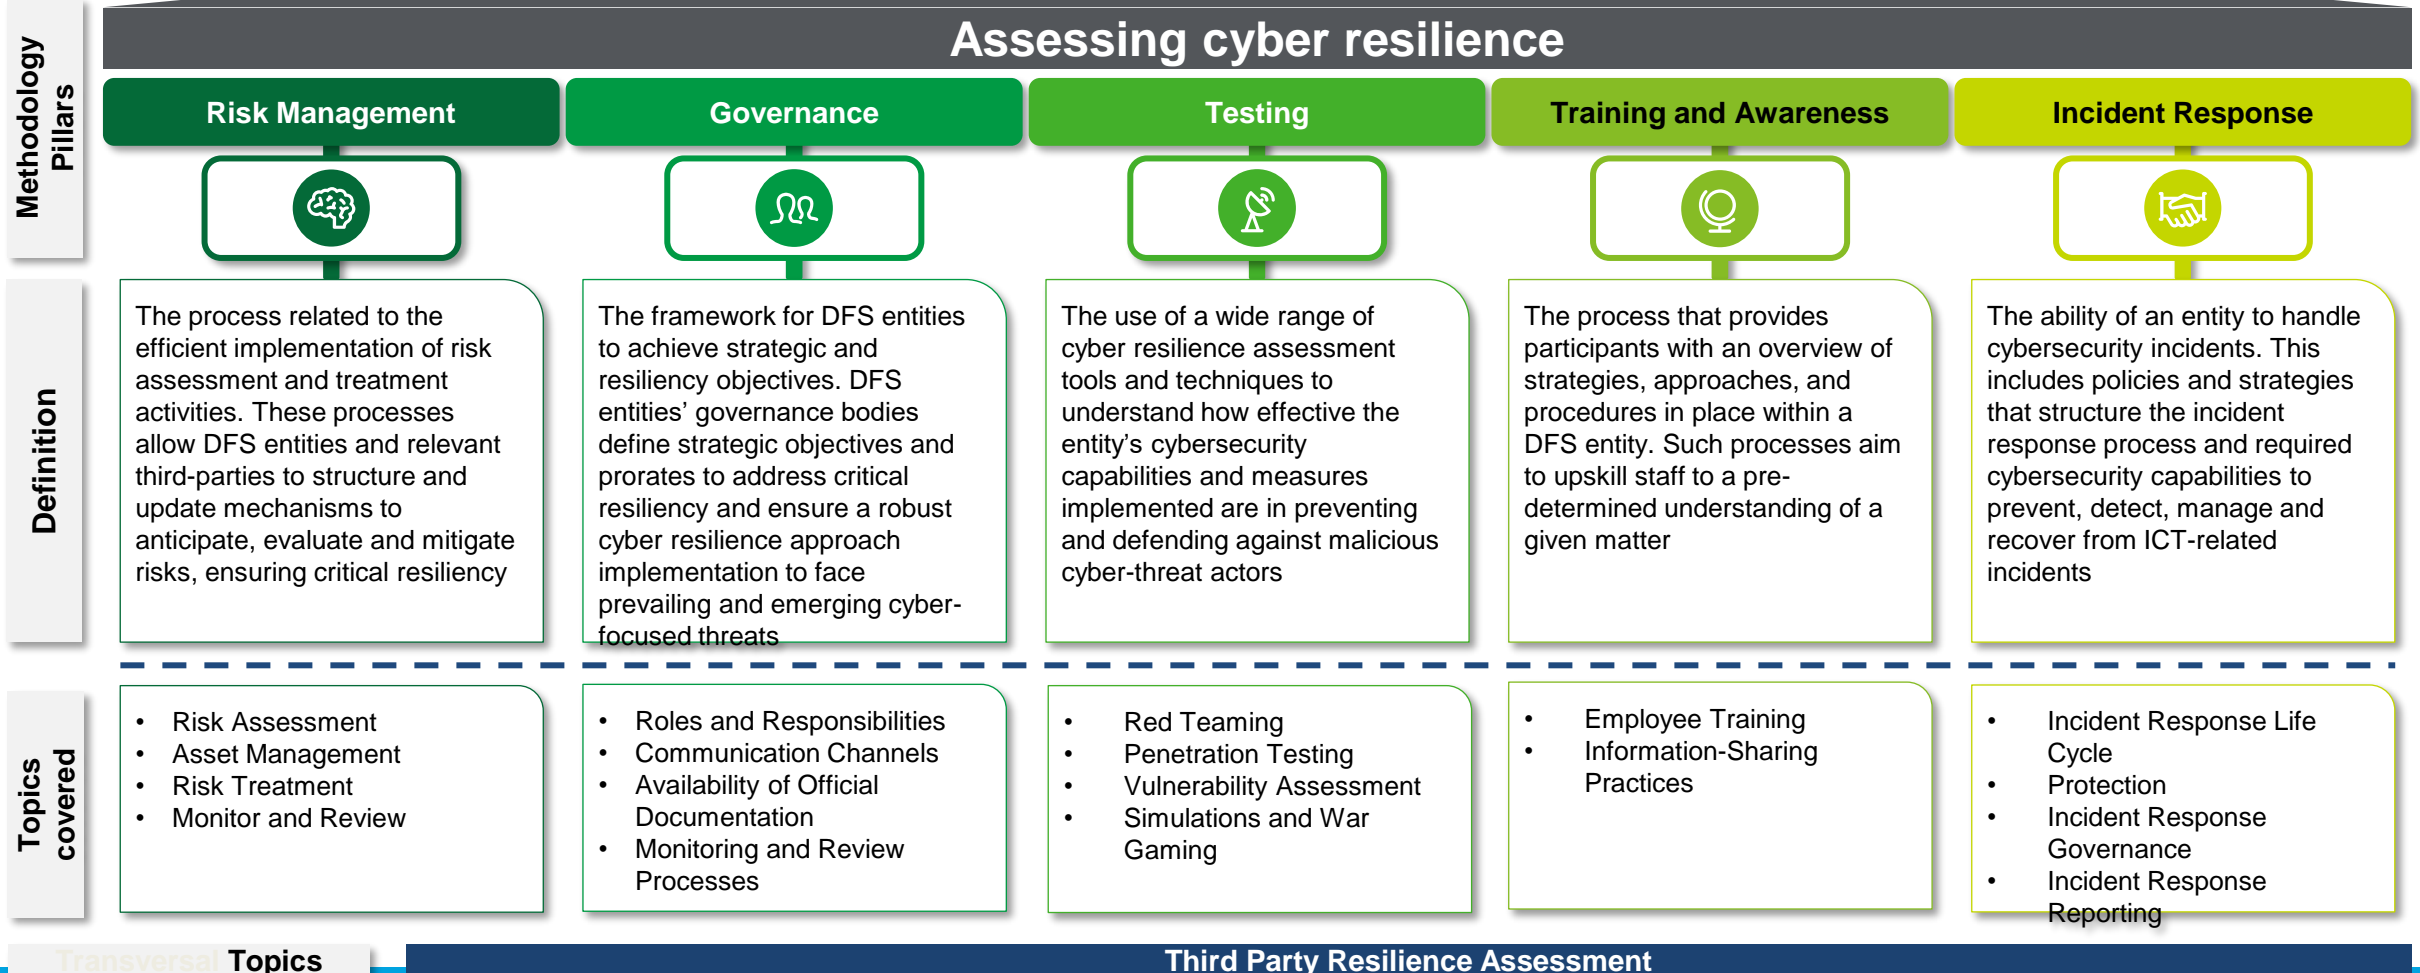 Assessing cyber resilience
Methodology
Pillars
Risk Management
Governance
Testing
Training and Awareness
Incident Response
Definition
The process related to the
efficient implementation of risk
assessment and treatment
activities. These processes
allow DFS entities and relevant
third-parties to structure and
update mechanisms to
anticipate, evaluate and mitigate
risks, ensuring critical resiliency
The framework for DFS entities
to achieve strategic and
resiliency objectives. DFS
entities’ governance bodies
define strategic objectives and
prorates to address critical
resiliency and ensure a robust
cyber resilience approach
implementation to face
prevailing and emerging cyber-
focused threats
The use of a wide range of
cyber resilience assessment
tools and techniques to
understand how effective the
entity’s cybersecurity
capabilities and measures
implemented are in preventing
and defending against malicious
cyber-threat actors
The process that provides
participants with an overview of
strategies, approaches, and
procedures in place within a
DFS entity. Such processes aim
to upskill staff to a pre-
determined understanding of a
given matter
The ability of an entity to handle
cybersecurity incidents. This
includes policies and strategies
that structure the incident
response process and required
cybersecurity capabilities to
prevent, detect, manage and
recover from ICT-related
incidents
Topics
covered
• Risk Assessment
• Asset Management
• Risk Treatment
• Monitor and Review
• Roles and Responsibilities
• Communication Channels
• Availability of Official
Documentation
• Monitoring and Review
Processes
• Red Teaming
• Penetration Testing
• Vulnerability Assessment
• Simulations and War
Gaming
• Employee Training
• Information-Sharing
Practices
• Incident Response Life
Cycle
• Protection
• Incident Response
Governance
• Incident Response
Reporting
Transversal Topics
Third Party Resilience Assessment